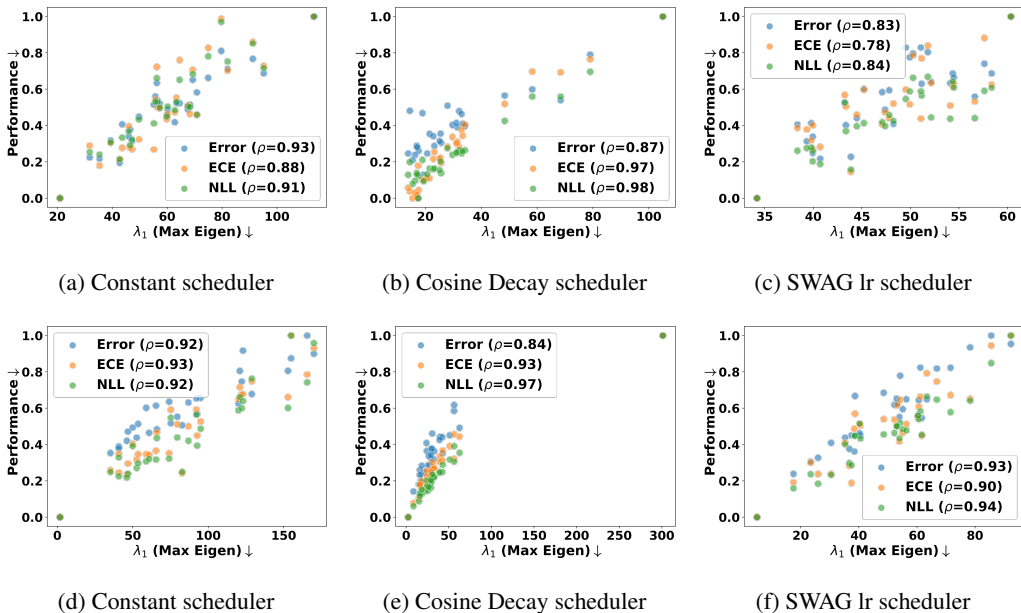 Performance ↓
1.0
0.8
0.6
0.4
0.2
0.0
Error (ρ=0.93)
ECE (ρ=0.88)
NLL (ρ=0.91)
20 40 60 80 100
λ₁ (Max Eigen) ↓
(a) Constant scheduler
Performance ↓
1.0
0.8
0.6
0.4
0.2
0.0
Error (ρ=0.87)
ECE (ρ=0.97)
NLL (ρ=0.98)
20 40 60 80 100
λ₁ (Max Eigen) ↓
(b) Cosine Decay scheduler
Performance ↓
1.0
0.8
0.6
0.4
0.2
0.0
Error (ρ=0.83)
ECE (ρ=0.78)
NLL (ρ=0.84)
35 40 45 50 55 60
λ₁ (Max Eigen) ↓
(c) SWAG lr scheduler
Performance ↓
1.0
0.8
0.6
0.4
0.2
0.0
Error (ρ=0.92)
ECE (ρ=0.93)
NLL (ρ=0.92)
0 50 100 150
λ₁ (Max Eigen) ↓
(d) Constant scheduler
Performance ↓
1.0
0.8
0.6
0.4
0.2
0.0
Error (ρ=0.84)
ECE (ρ=0.93)
NLL (ρ=0.97)
0 50 100 150 200 250 300
λ₁ (Max Eigen) ↓
(e) Cosine Decay scheduler
Performance ↓
1.0
0.8
0.6
0.4
0.2
0.0
Error (ρ=0.93)
ECE (ρ=0.90)
NLL (ρ=0.94)
20 40 60 80
λ₁ (Max Eigen) ↓
(f) SWAG lr scheduler